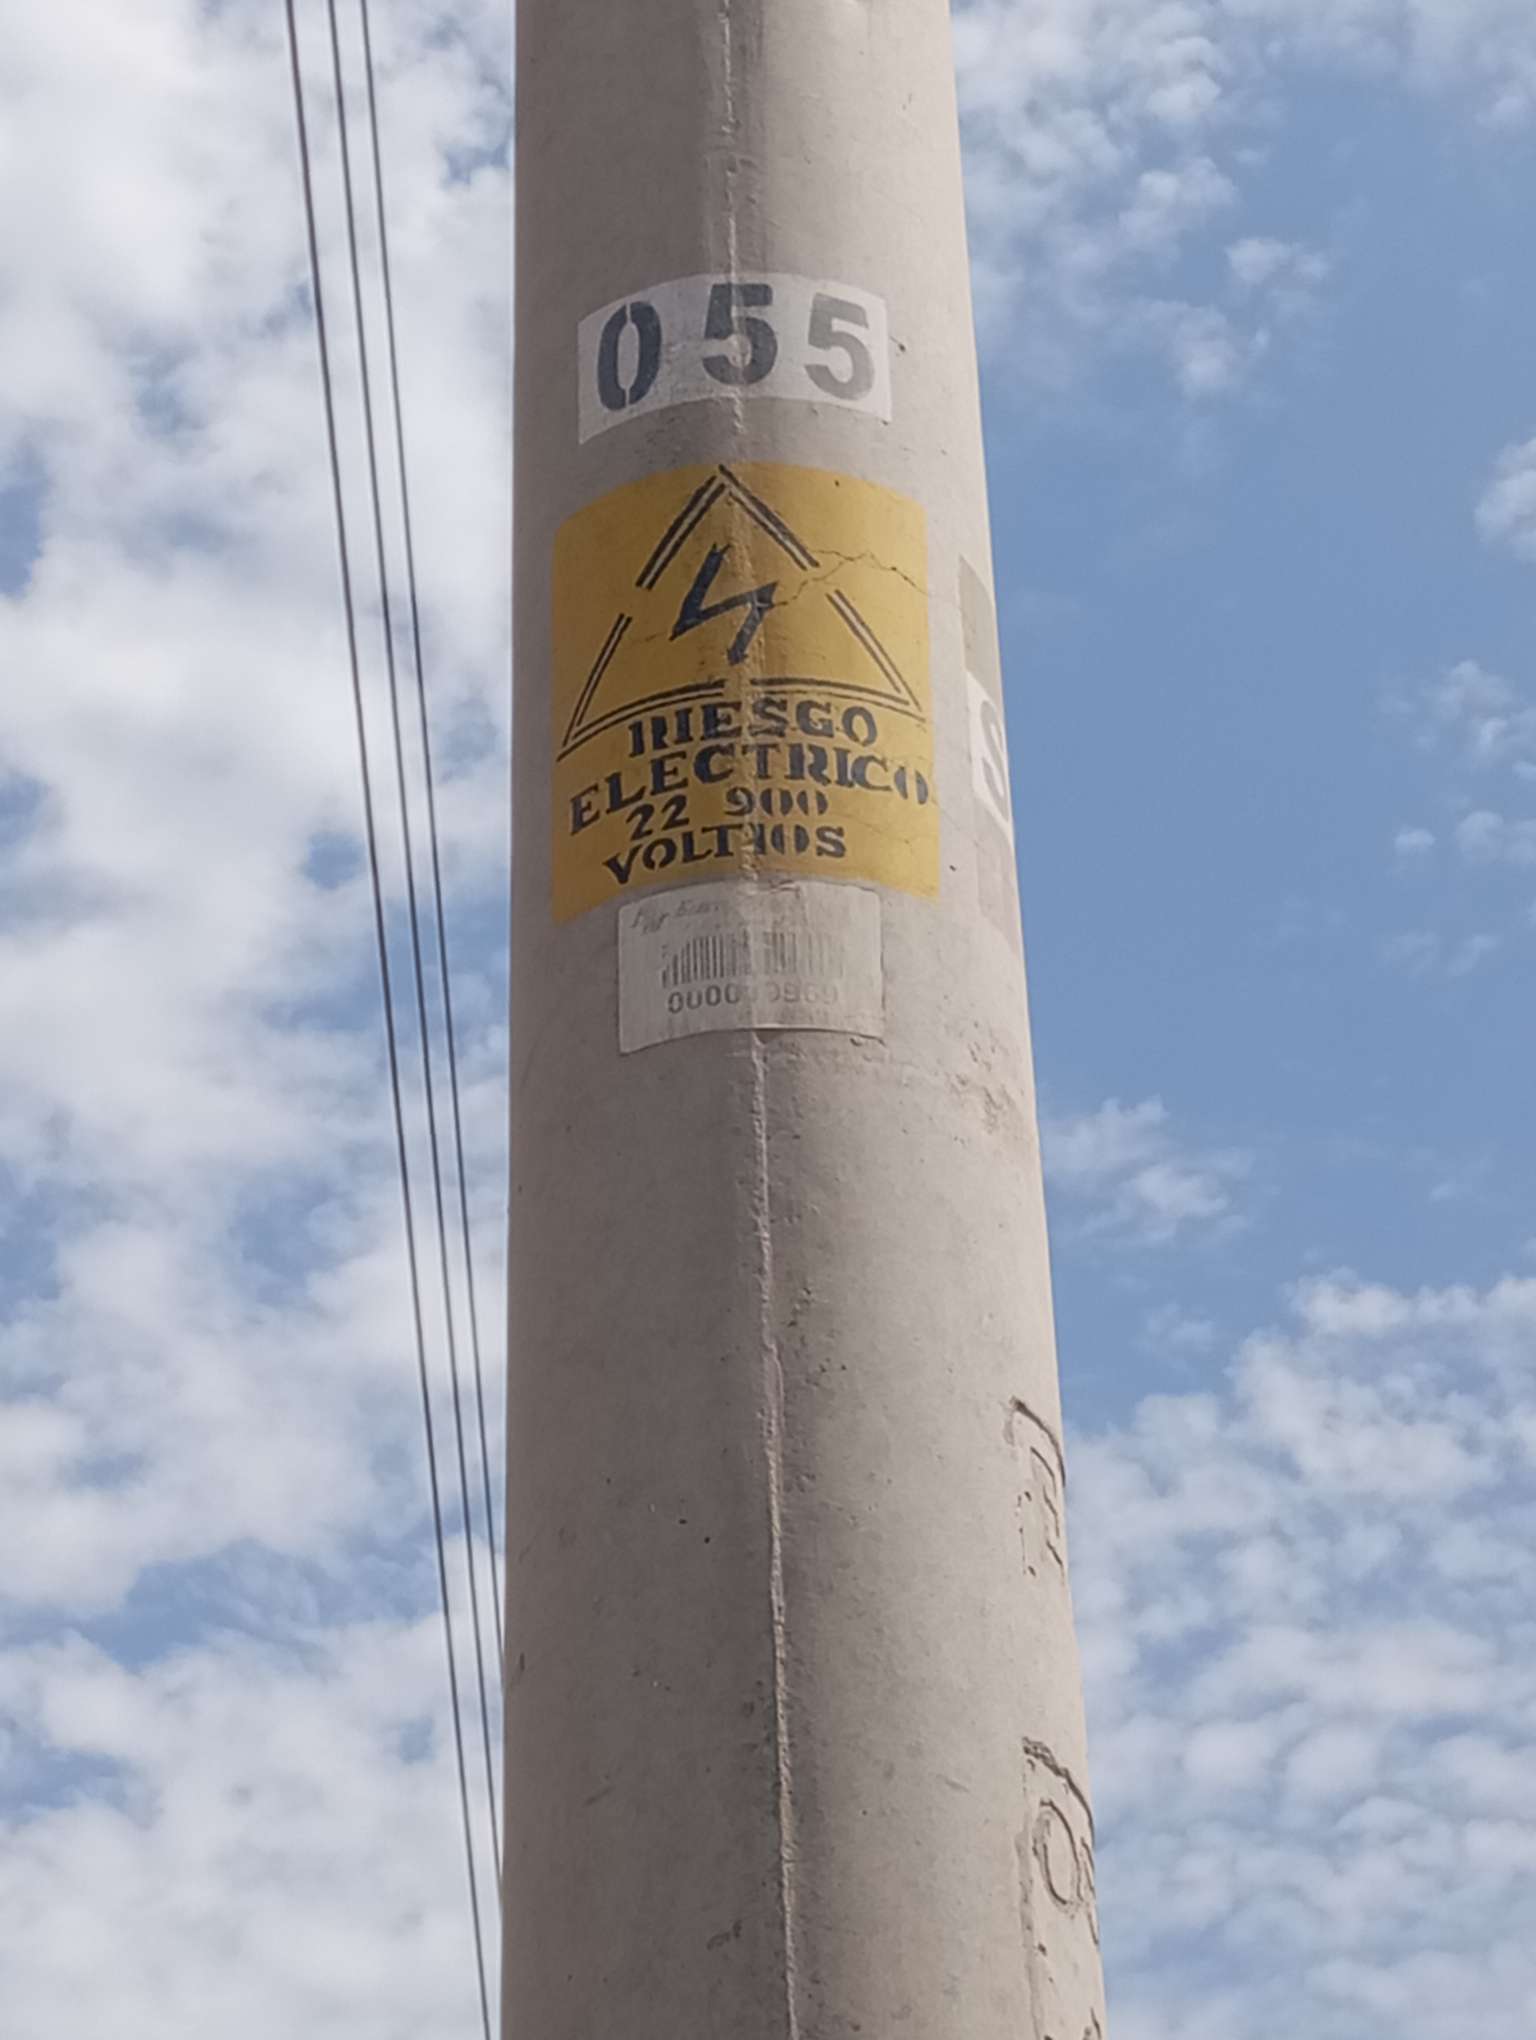 055
RIESGO
ELECTRICO
22 900
VOLTIOS
S